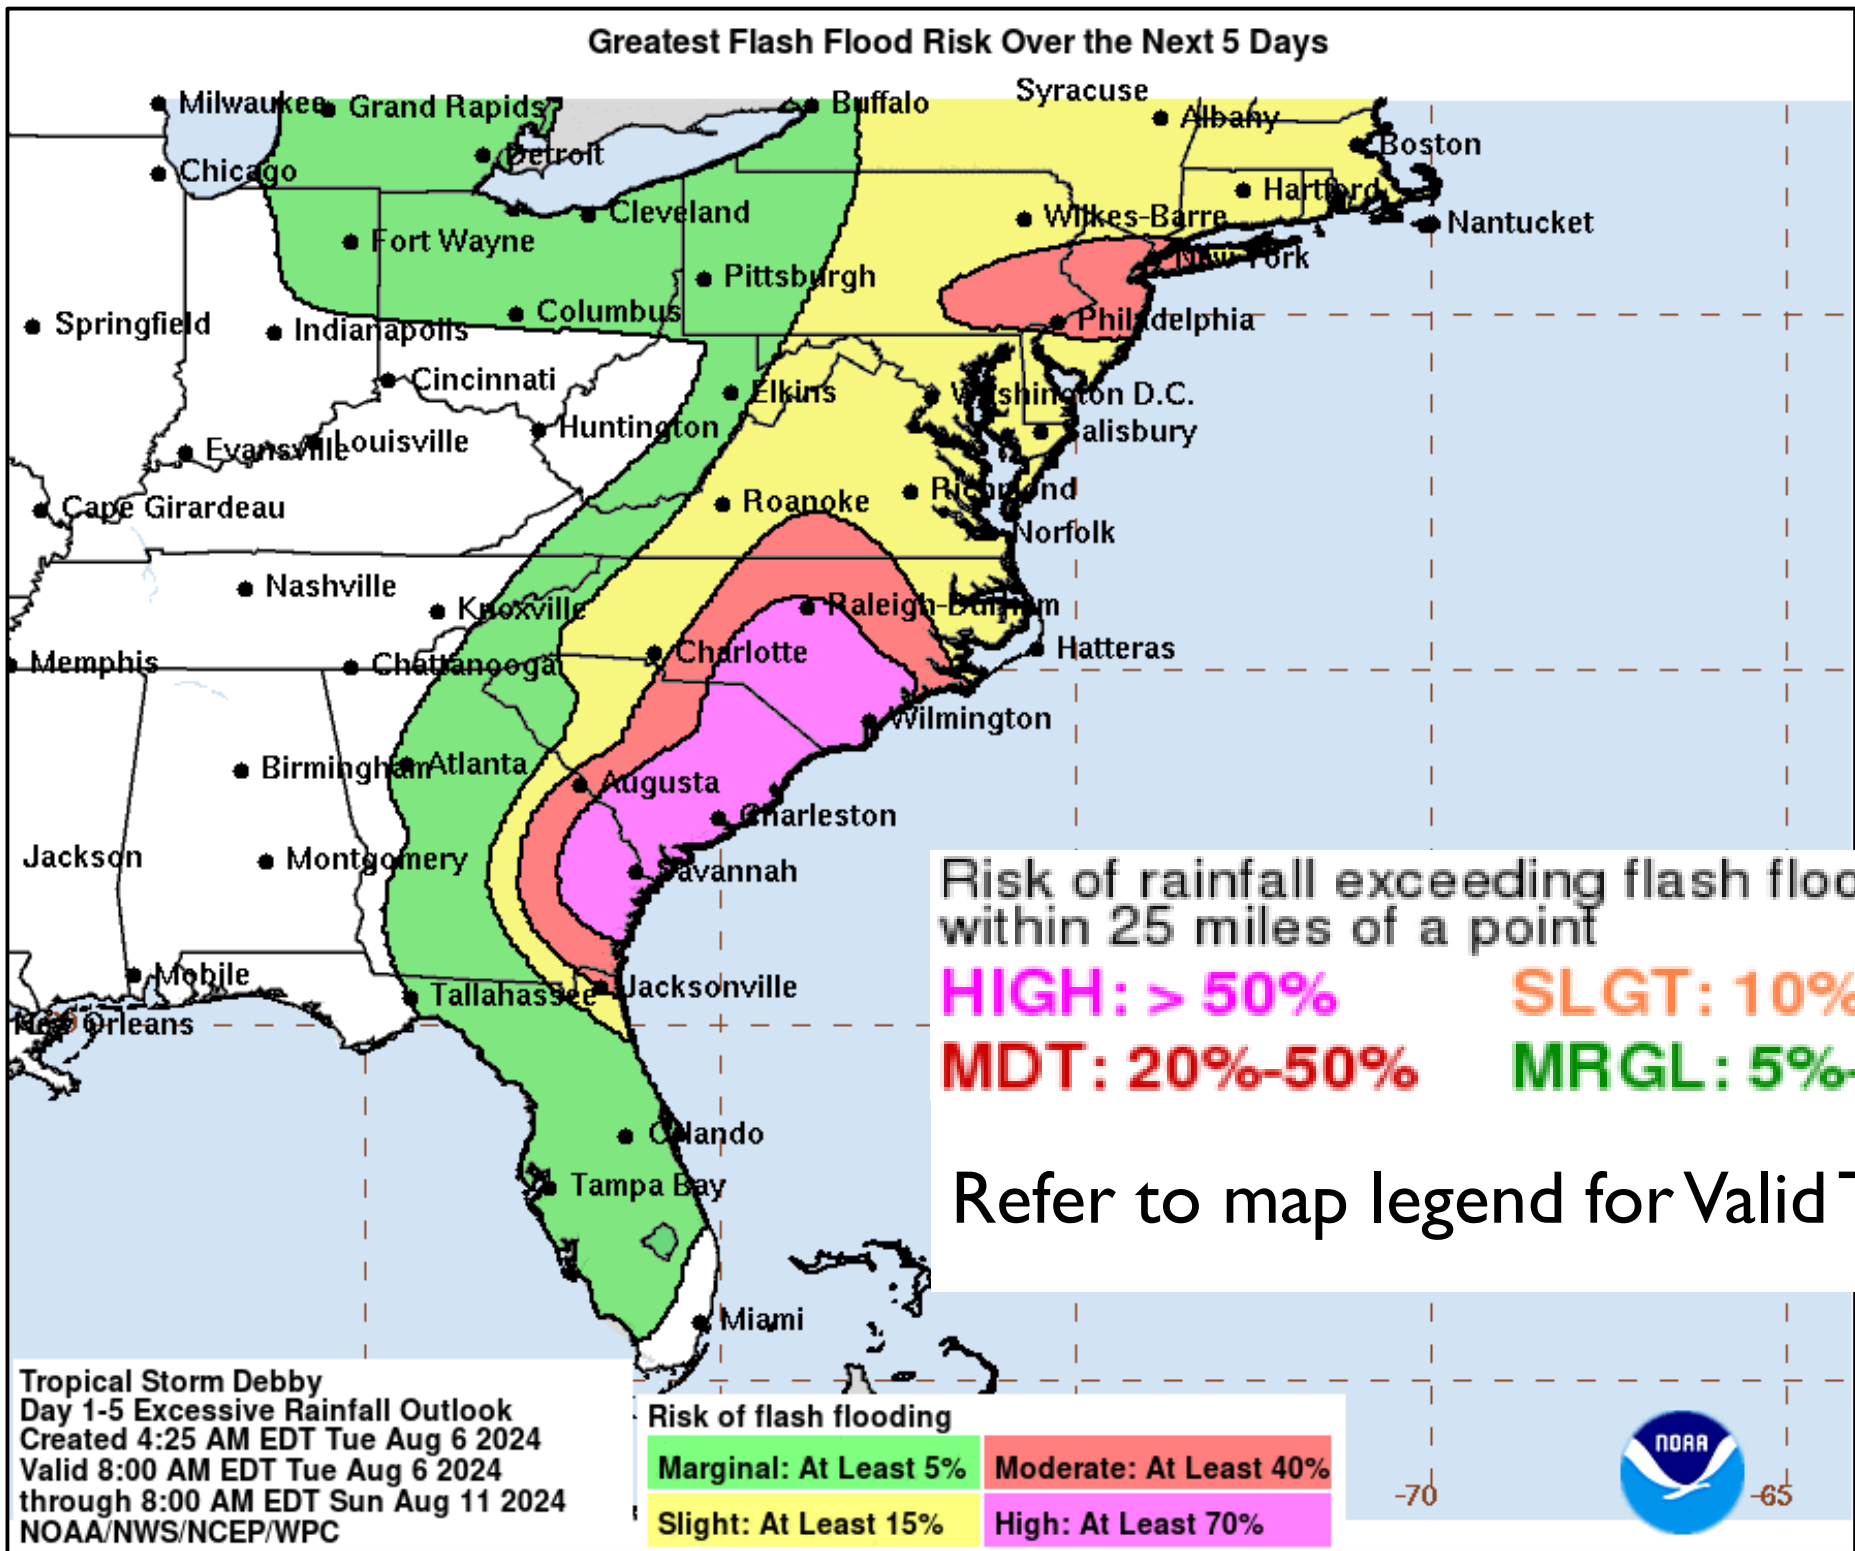 Greatest Flash Flood Risk Over the Next 5 Days
Milwaukee
Grand Rapids
Buffalo
Syracuse
Albany
Boston
Chicago
Detroit
Hartford
Cleveland
Wilkes-Barre
Nantucket
Fort Wayne
New York
Pittsburgh
Springfield
Indianapolis
Columbus
Philadelphia
Cincinnati
Elkins
Washington D.C.
Huntington
Salisbury
Evansville
Louisville
Cape Girardeau
Roanoke
Richmond
Norfolk
Nashville
Knoxville
Raleigh-Durham
Memphis
Chattanooga
Charlotte
Hatteras
Wilmington
Birmingham
Atlanta
Augusta
Charleston
Jackson
Montgomery
Savannah
Mobile
Tallahassee
Jacksonville
New Orleans
Orlando
Tampa Bay
Miami
Risk of rainfall exceeding flash floo
within 25 miles of a point
HIGH: > 50% SLGT: 10%
MDT: 20%-50% MRGL: 5%-
Refer to map legend for Valid T
Tropical Storm Debby
Day 1-5 Excessive Rainfall Outlook
Created 4:25 AM EDT Tue Aug 6 2024
Valid 8:00 AM EDT Tue Aug 6 2024
through 8:00 AM EDT Sun Aug 11 2024
NOAA/NWS/NCEP/WPC
Risk of flash flooding
Marginal: At Least 5% Moderate: At Least 40%
Slight: At Least 15% High: At Least 70%
-70
-65
NOAA